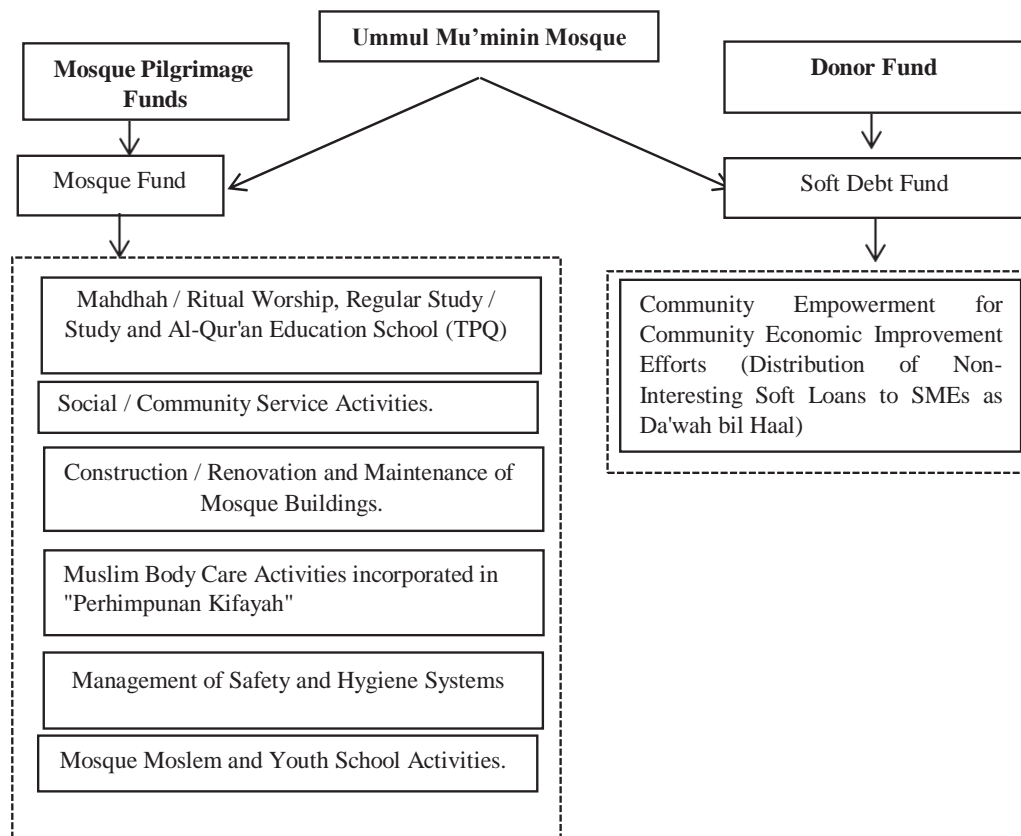 Ummul Mu’minin Mosque
Mosque Pilgrimage
Funds
Donor Fund
Mosque Fund
Soft Debt Fund
Mahdhah / Ritual Worship, Regular Study /
Study and Al-Qur'an Education School (TPQ)
Social / Community Service Activities.
Construction / Renovation and Maintenance of
Mosque Buildings.
Muslim Body Care Activities incorporated in
"Perhimpunan Kifayah"
Management of Safety and Hygiene Systems
Mosque Moslem and Youth School Activities.
Community Empowerment for
Community Economic Improvement
Efforts (Distribution of Non-
Interesting Soft Loans to SMEs as
Da'wah bil Haal)